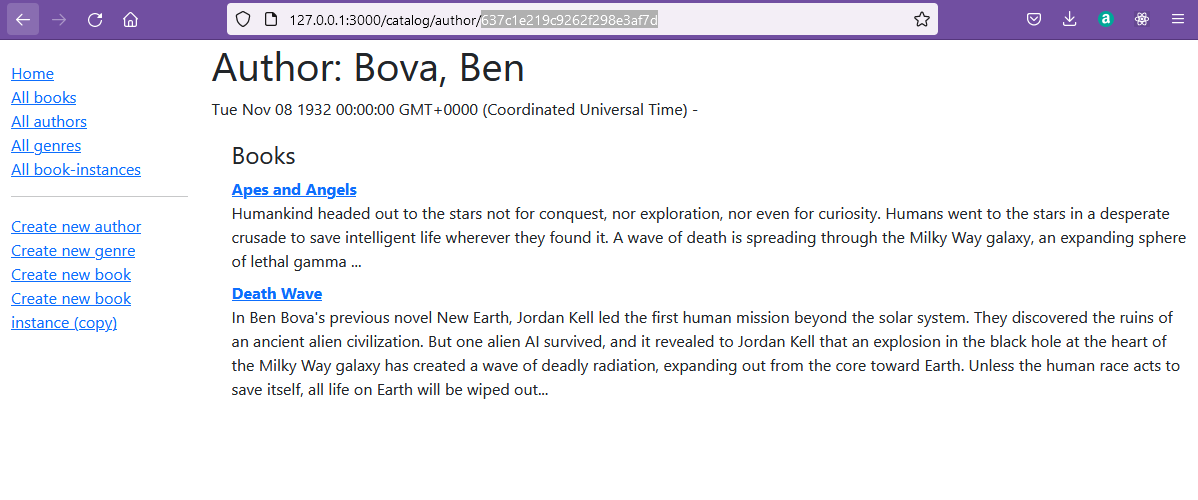 127.0.0.1:3000/catalog/author/637c1e219c9262f298e3af7d
a
Home
All books
All authors
All genres
All book-instances
Create new author
Create new genre
Create new book
Create new book
instance (copy)
Author: Bova, Ben
Tue Nov 08 1932 00:00:00 GMT+0000 (Coordinated Universal Time) -
Books
Apes and Angels
Humankind headed out to the stars not for conquest, nor exploration, nor even for curiosity. Humans went to the stars in a desperate
crusade to save intelligent life wherever they found it. A wave of death is spreading through the Milky Way galaxy, an expanding sphere
of lethal gamma ...
Death Wave
In Ben Bova's previous novel New Earth, Jordan Kell led the first human mission beyond the solar system. They discovered the ruins of
an ancient alien civilization. But one alien AI survived, and it revealed to Jordan Kell that an explosion in the black hole at the heart of
the Milky Way galaxy has created a wave of deadly radiation, expanding out from the core toward Earth. Unless the human race acts to
save itself, all life on Earth will be wiped out...